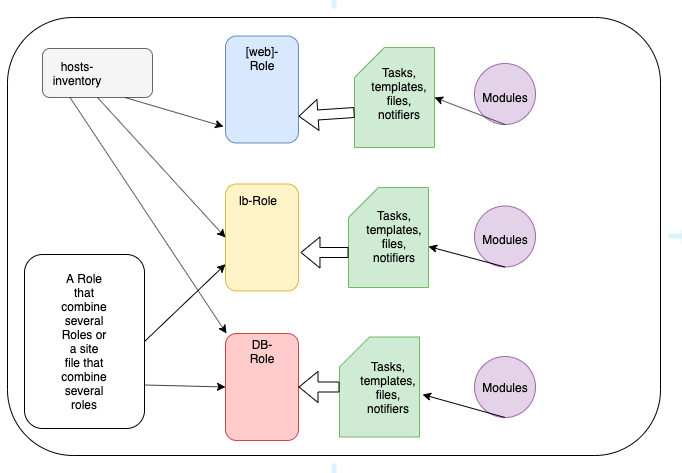 hosts-
inventory
[web]-
Role
Tasks,
templates,
files,
notifiers
Modules
lb-Role
Tasks,
templates,
files,
notifiers
Modules
A Role
that
combine
several
Roles or
a site
file that
combine
several
roles
DB-
Role
Tasks,
templates,
files,
notifiers
Modules